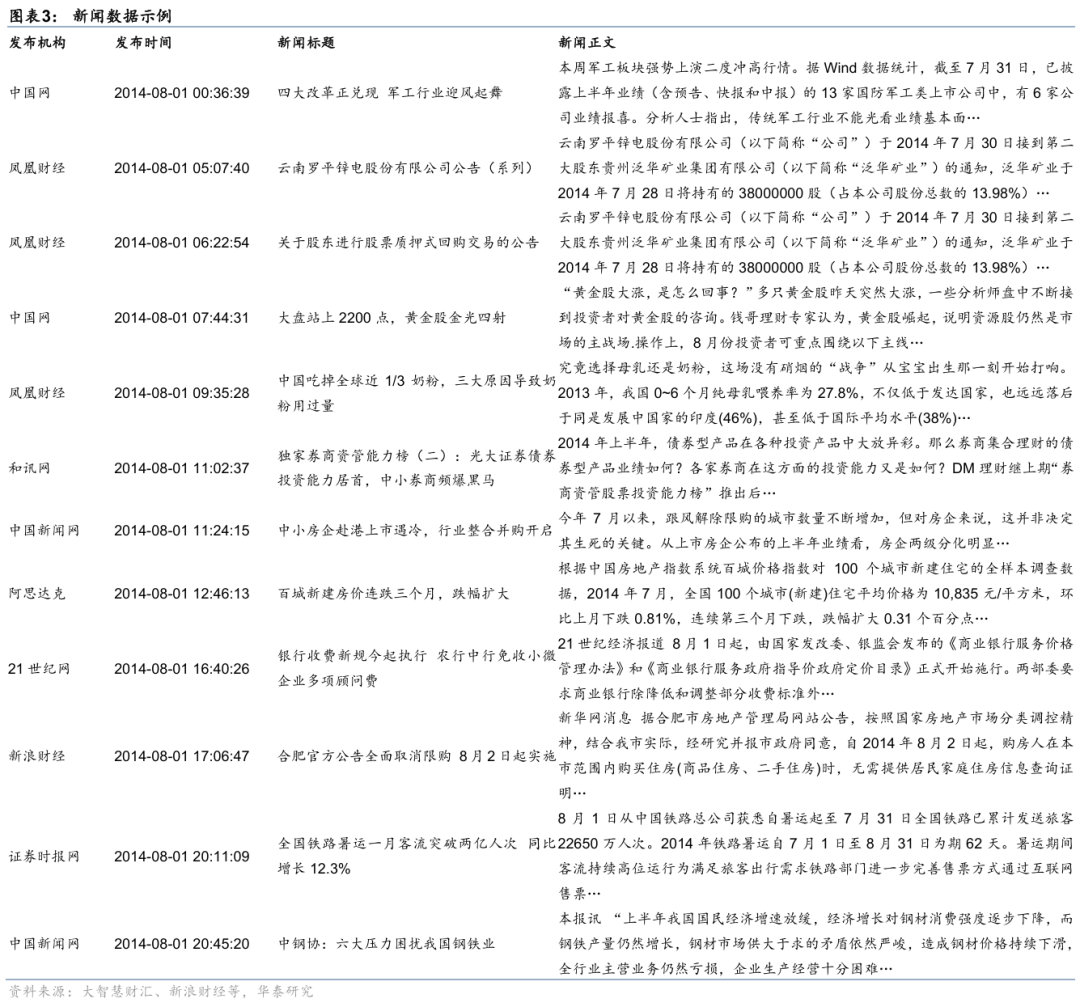 图表3： 新闻数据示例
发布机构 发布时间 新闻标题 新闻正文
中国网 2014-08-01 00:36:39 四大改革正兑现 军工行业迎风起舞
本周军工板块强势上演二度冲高行情。据 Wind 数据统计，截至 7 月 31 日，已披
露上半年业绩（含预告、快报和中报）的 13 家国防军工类上市公司中，有 6 家公
司业绩报喜。分析人士指出，传统军工行业不能光看业绩基本面…
凤凰财经 2014-08-01 05:07:40 云南罗平锌电股份有限公司公告（系列）
云南罗平锌电股份有限公司（以下简称“公司”）于 2014 年 7 月 30 日接到第二
大股东贵州泛华矿业集团有限公司（以下简称“泛华矿业”）的通知，泛华矿业于
2014 年 7 月 28 日将持有的 38000000 股（占本公司股份总数的 13.98%）…
凤凰财经 2014-08-01 06:22:54 关于股东进行股票质押式回购交易的公告
云南罗平锌电股份有限公司（以下简称“公司”）于 2014 年 7 月 30 日接到第二
大股东贵州泛华矿业集团有限公司（以下简称“泛华矿业”）的通知，泛华矿业于
2014 年 7 月 28 日将持有的 38000000 股（占本公司股份总数的 13.98%）…
中国网 2014-08-01 07:44:31 大盘站上 2200 点，黄金股金光四射
“黄金股大涨，是怎么回事？”多只黄金股昨天突然大涨，一些分析师盘中不断接
到投资者对黄金股的咨询。钱哥理财专家认为，黄金股崛起，说明资源股仍然是市
场的主战场.操作上，8 月份投资者可重点围绕以下主线…
凤凰财经 2014-08-01 09:35:28 中国吃掉全球近 1/3 奶粉，三大原因导致奶
粉用过量
究竟选择母乳还是奶粉，这场没有硝烟的“战争”从宝宝出生那一刻开始打响。
2013 年，我国 0~6 个月纯母乳喂养率为 27.8%，不仅低于发达国家，也远远落后
于同是发展中国家的印度(46%)，甚至低于国际平均水平(38%)…
和讯网 2014-08-01 11:02:37 独家券商资管能力榜（二）：光大证券债券
投资能力居首，中小券商频爆黑马
2014 年上半年，债券型产品在各种投资产品中大放异彩。那么券商集合理财的债
券型产品业绩如何？各家券商在这方面的投资能力又是如何？DM 理财继上期“券
商资管股票投资能力榜”推出后…
中国新闻网 2014-08-01 11:24:15 中小房企赴港上市遇冷，行业整合并购开启
今年 7 月以来，跟风解除限购的城市数量不断增加，但对房企来说，这并非决定
其生死的关键。从上市房企公布的上半年业绩看，房企两级分化明显…
阿思达克 2014-08-01 12:46:13 百城新建房价连跌三个月，跌幅扩大
根据中国房地产指数系统百城价格指数对 100 个城市新建住宅的全样本调查数
据，2014 年 7 月，全国 100 个城市(新建)住宅平均价格为 10,835 元/平方米，环
比上月下跌 0.81%，连续第三个月下跌，跌幅扩大 0.31 个百分点…
21 世纪网 2014-08-01 16:40:26 银行收费新规今起执行 农行中行免收小微
企业多项顾问费
21 世纪经济报道 8 月 1 日起，由国家发改委、银监会发布的《商业银行服务价格
管理办法》和《商业银行服务政府指导价政府定价目录》正式开始施行。两部委要
求商业银行除降低和调整部分收费标准外…
新浪财经 2014-08-01 17:06:47 合肥官方公告全面取消限购 8 月 2 日起实施
新华网消息 据合肥市房地产管理局网站公告，按照国家房地产市场分类调控精
神，结合我市实际，经研究并报市政府同意，自 2014 年 8 月 2 日起，购房人在本
市范围内购买住房(商品住房、二手住房)时，无需提供居民家庭住房信息查询证
明…
证券时报网 2014-08-01 20:11:09 全国铁路暑运一月客流突破两亿人次 同比
增长 12.3%
8 月 1 日从中国铁路总公司获悉自暑运起至 7 月 31 日全国铁路已累计发送旅客
22650 万人次。2014 年铁路暑运自 7 月 1 日至 8 月 31 日为期 62 天。暑运期间
客流持续高位运行为满足旅客出行需求铁路部门进一步完善售票方式通过互联网
售票…
中国新闻网 2014-08-01 20:45:20 中钢协：六大压力困扰我国钢铁业
本报讯 “上半年我国国民经济增速放缓，经济增长对钢材消费强度逐步下降，而
钢铁产量仍然增长，钢材市场供大于求的矛盾依然严峻，造成钢材价格持续下滑，
全行业主营业务仍然亏损，企业生产经营十分困难…
资料来源：大智慧财汇、新浪财经等，华泰研究